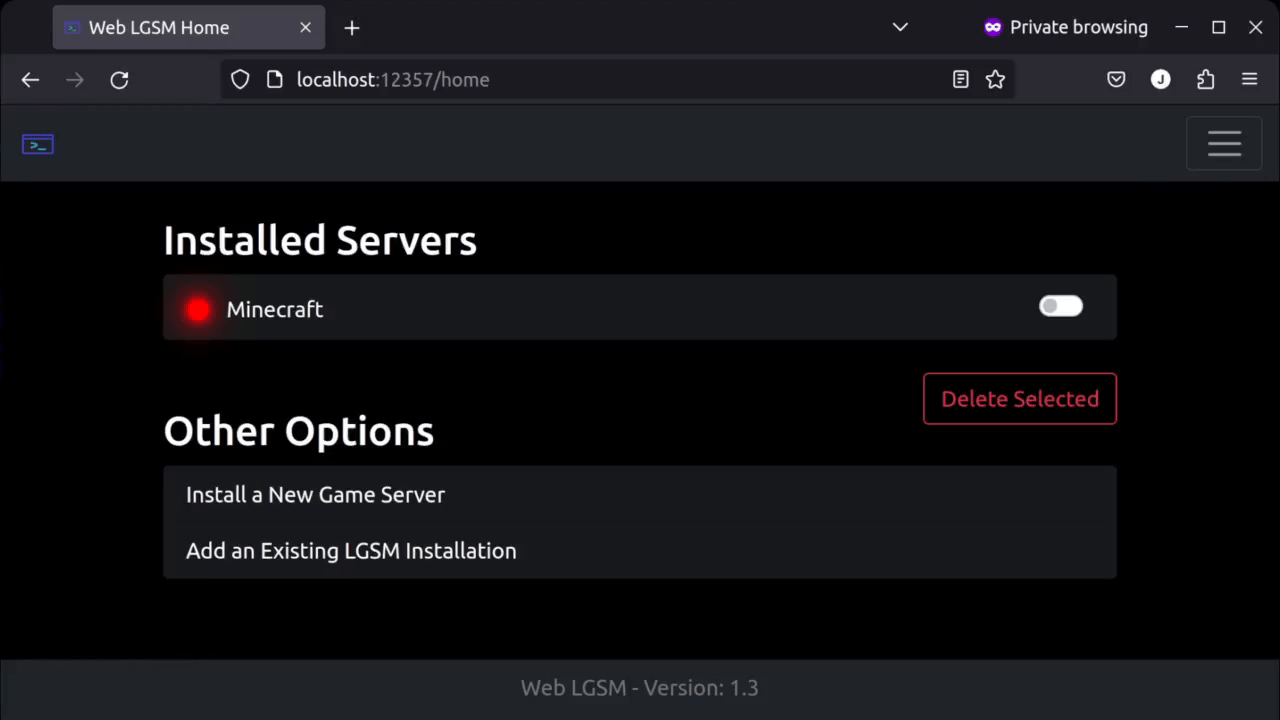 Web LGSM Home
Private browsing
J
localhost:12357/home
>_
Installed Servers
Minecraft
Delete Selected
Other Options
Install a New Game Server
Add an Existing LGSM Installation
Web LGSM - Version: 1.3